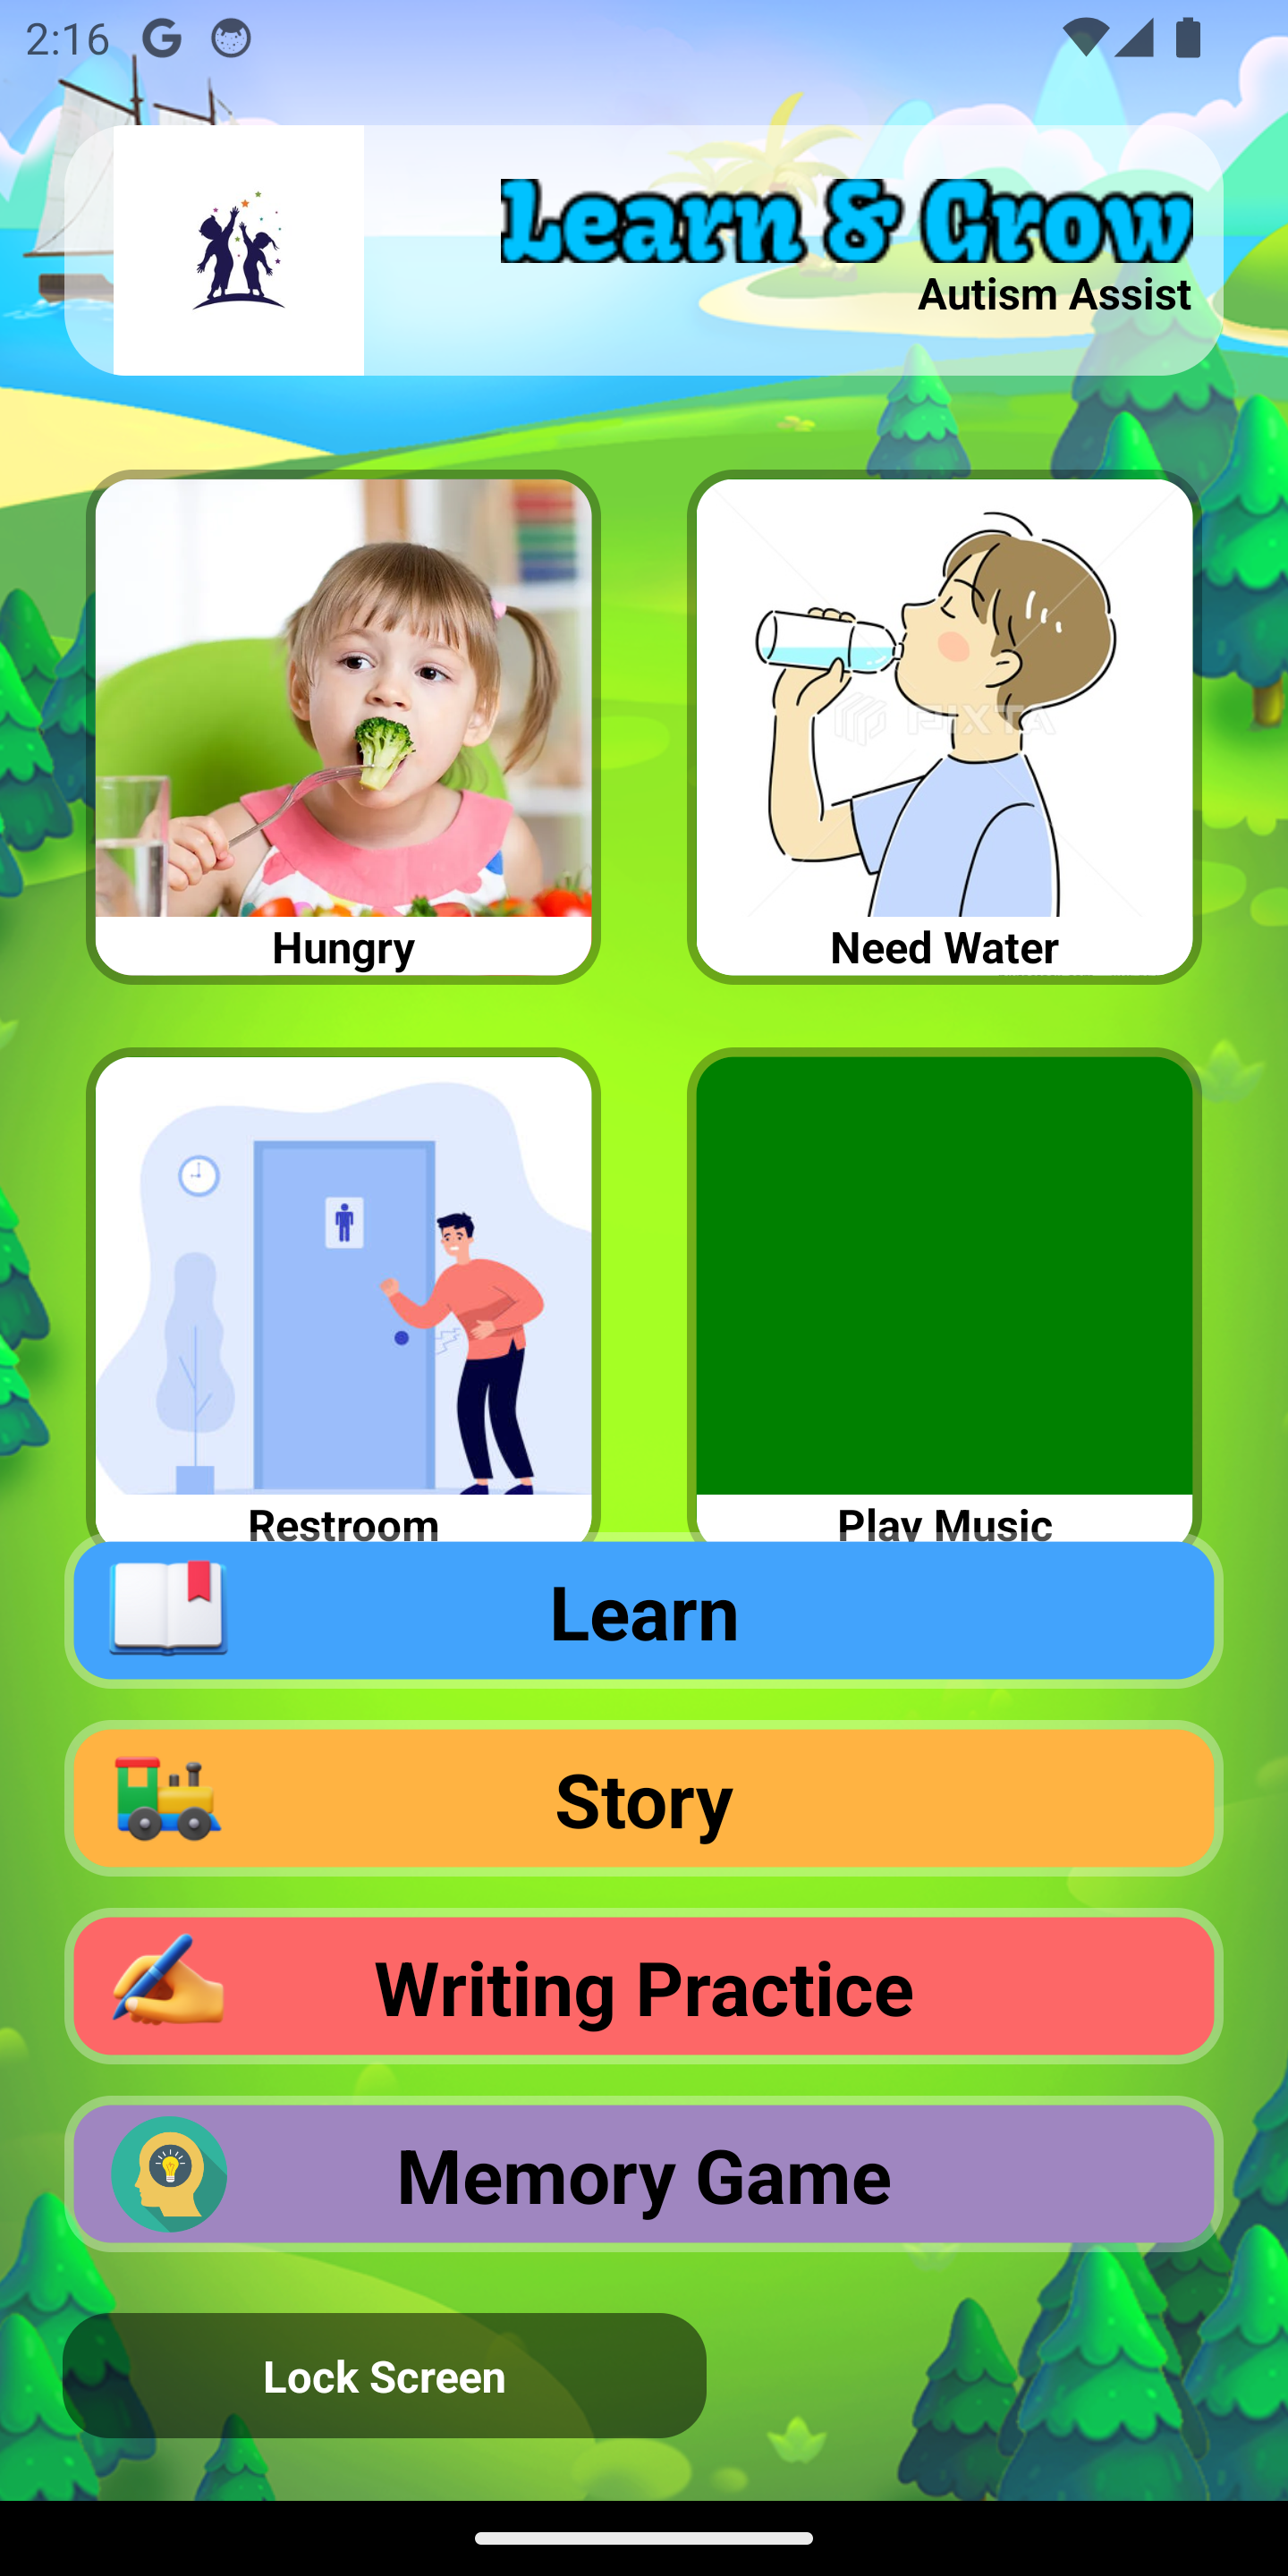 2:16
Learn & Grow
Autism Assist
PIXTA
Hungry
Need Water
Restroom
Play Music
Learn
Story
Writing Practice
Memory Game
Lock Screen